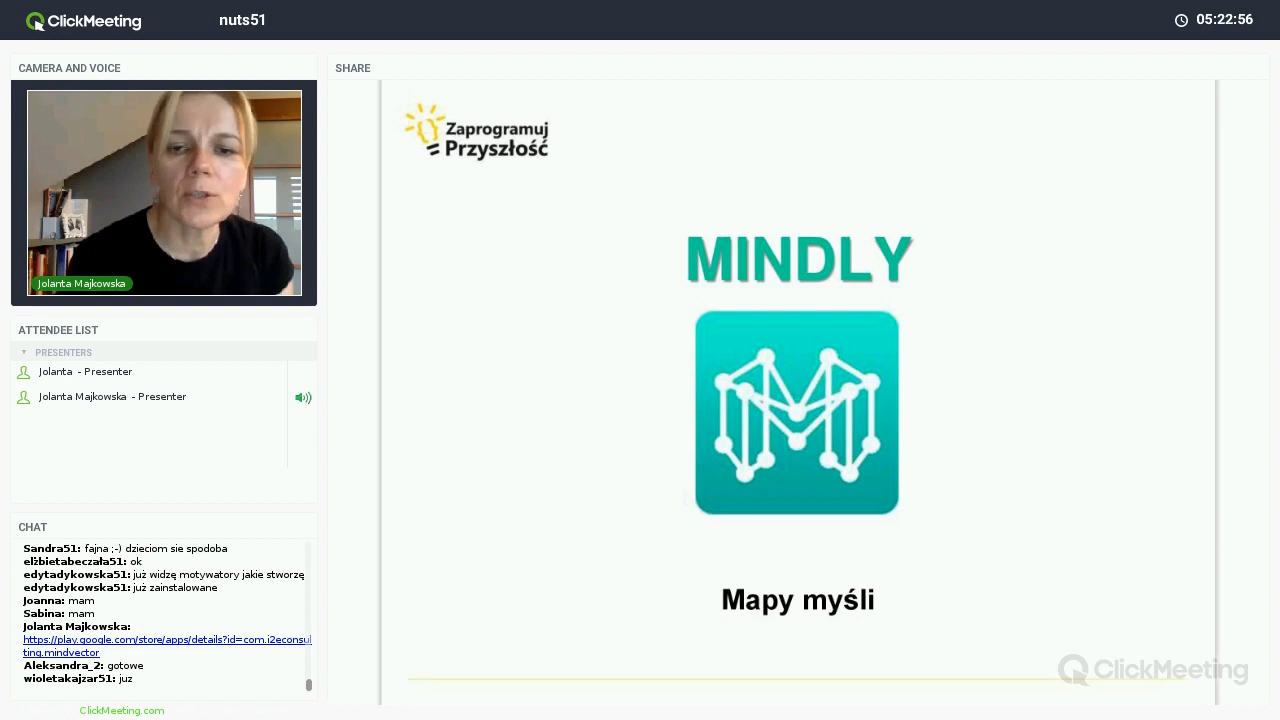 ClickMeeting
nuts51
05:22:56
CAMERA AND VOICE
Jolanta Majkowska
ATTENDEE LIST
PRESENTERS
Jolanta - Presenter
Jolanta Majkowska - Presenter
CHAT
Sandra51: fajna ;-) dzieciom sie spodoba
elżbietabeczała51: ok
edytadykowska51: już widzę motywatory jakie stworzę
edytadykowska51: już zainstalowane
Joanna: mam
Sabina: mam
Jolanta Majkowska:
https://play.google.com/store/apps/details?id=com.i2econsul
ting.mindvector
Aleksandra_2: gotowe
wioletakajzar51: juz
ClickMeeting.com
SHARE
Zaprogramuj
Przyszłość
MINDLY
Mapy myśli
ClickMeeting